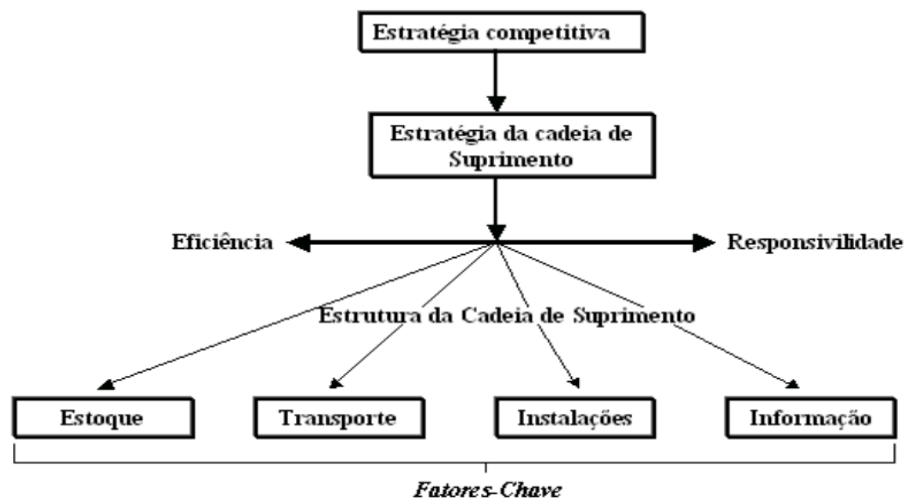 Estratégia competitiva
Estratégia da cadeia de
Suprimento
Eficiência
Responsivilidade
Estrutura da Cadeia de Suprimento
Estoque
Transporte
Instalações
Informação
Fatores-Chave